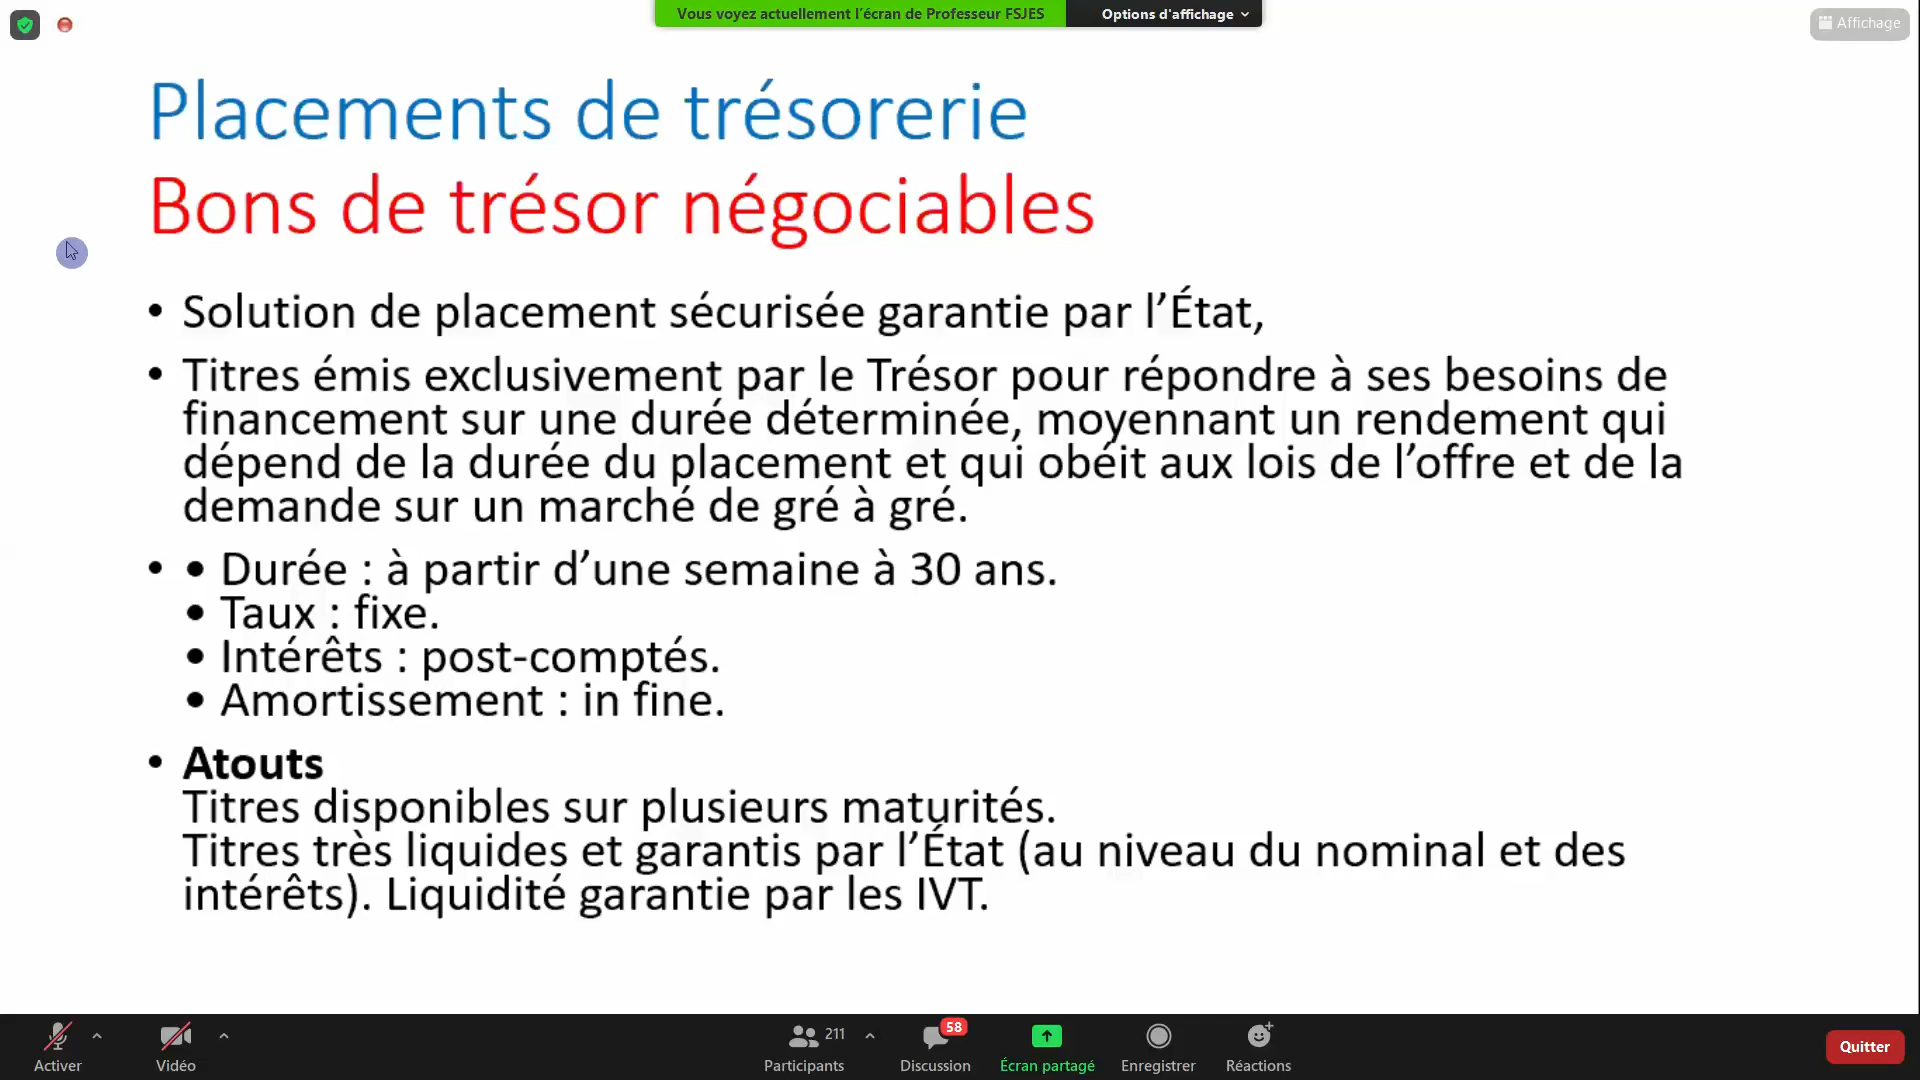 Vous voyez actuellement l'écran de Professeur FSJES
Options d'affichage
Affichage
Placements de trésorerie
Bons de trésor négociables
• Solution de placement sécurisée garantie par l’État,
• Titres émis exclusivement par le Trésor pour répondre à ses besoins de
financement sur une durée déterminée, moyennant un rendement qui
dépend de la durée du placement et qui obéit aux lois de l’offre et de la
demande sur un marché de gré à gré.
• • Durée : à partir d’une semaine à 30 ans.
• Taux : fixe.
• Intérêts : post-comptés.
• Amortissement : in fine.
• Atouts
Titres disponibles sur plusieurs maturités.
Titres très liquides et garantis par l’État (au niveau du nominal et des
intérêts). Liquidité garantie par les IVT.
Activer
Vidéo
211
Participants
58
Discussion
Écran partagé
Enregistrer
Réactions
Quitter